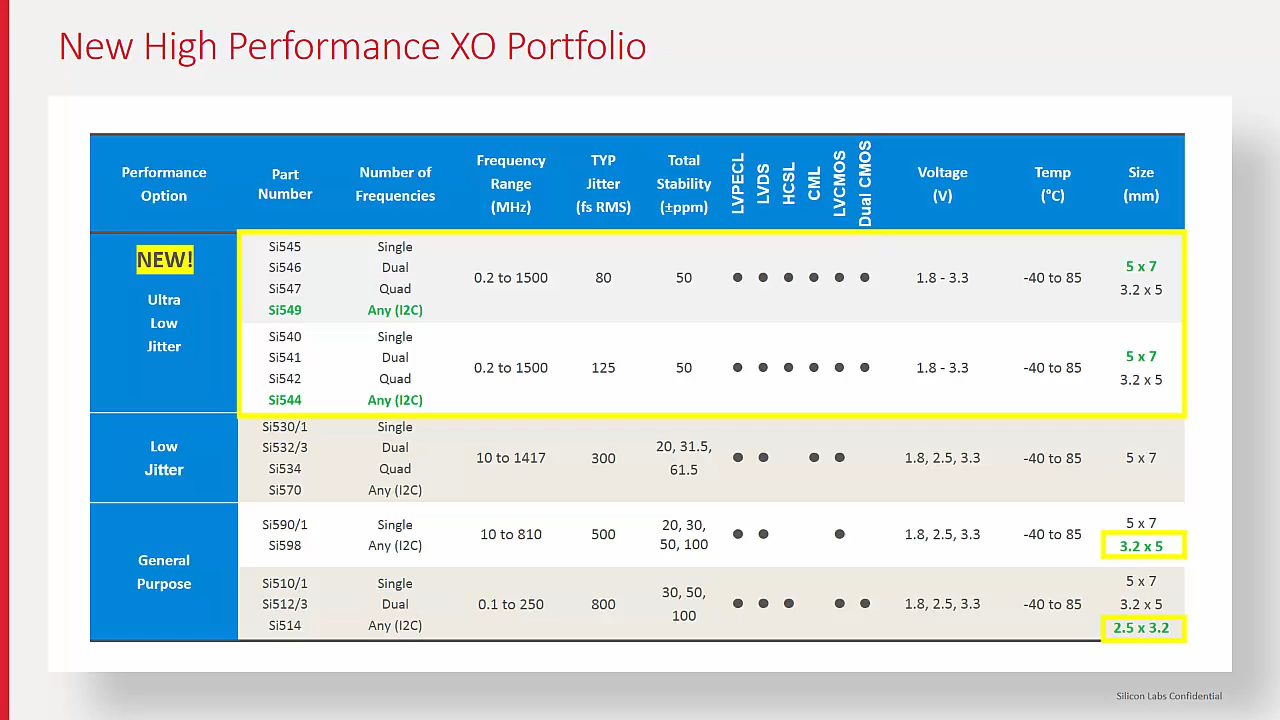 New High Performance XO Portfolio
Performance Option
Part Number
Number of Frequencies
Frequency Range (MHz)
TYP Jitter (fs RMS)
Total Stability (±ppm)
LVPECL
LVDS
HCSL
CML
LVCMOS
Dual CMOS
Voltage (V)
Temp (°C)
Size (mm)
NEW!
Ultra
Low
Jitter
Si545 Single
Si546 Dual
Si547 Quad
Si549 Any (I2C)
0.2 to 1500 80 50 ● ● ● ● ● ● 1.8 - 3.3 -40 to 85
5 x 7
3.2 x 5
Si540 Single
Si541 Dual
Si542 Quad
Si544 Any (I2C)
0.2 to 1500 125 50 ● ● ● ● ● ● 1.8 - 3.3 -40 to 85
5 x 7
3.2 x 5
Low
Jitter
Si530/1 Single
Si532/3 Dual
Si534 Quad
Si570 Any (I2C)
10 to 1417 300
20, 31.5,
61.5
● ● ● ● 1.8, 2.5, 3.3 -40 to 85 5 x 7
General
Purpose
Si590/1 Single
Si598 Any (I2C)
10 to 810 500
20, 30,
50, 100
● ● ● 1.8, 2.5, 3.3 -40 to 85
5 x 7
3.2 x 5
Si510/1 Single
Si512/3 Dual
Si514 Any (I2C)
0.1 to 250 800
30, 50,
100
● ● ● ● ● 1.8, 2.5, 3.3 -40 to 85
5 x 7
3.2 x 5
2.5 x 3.2
Silicon Labs Confidential